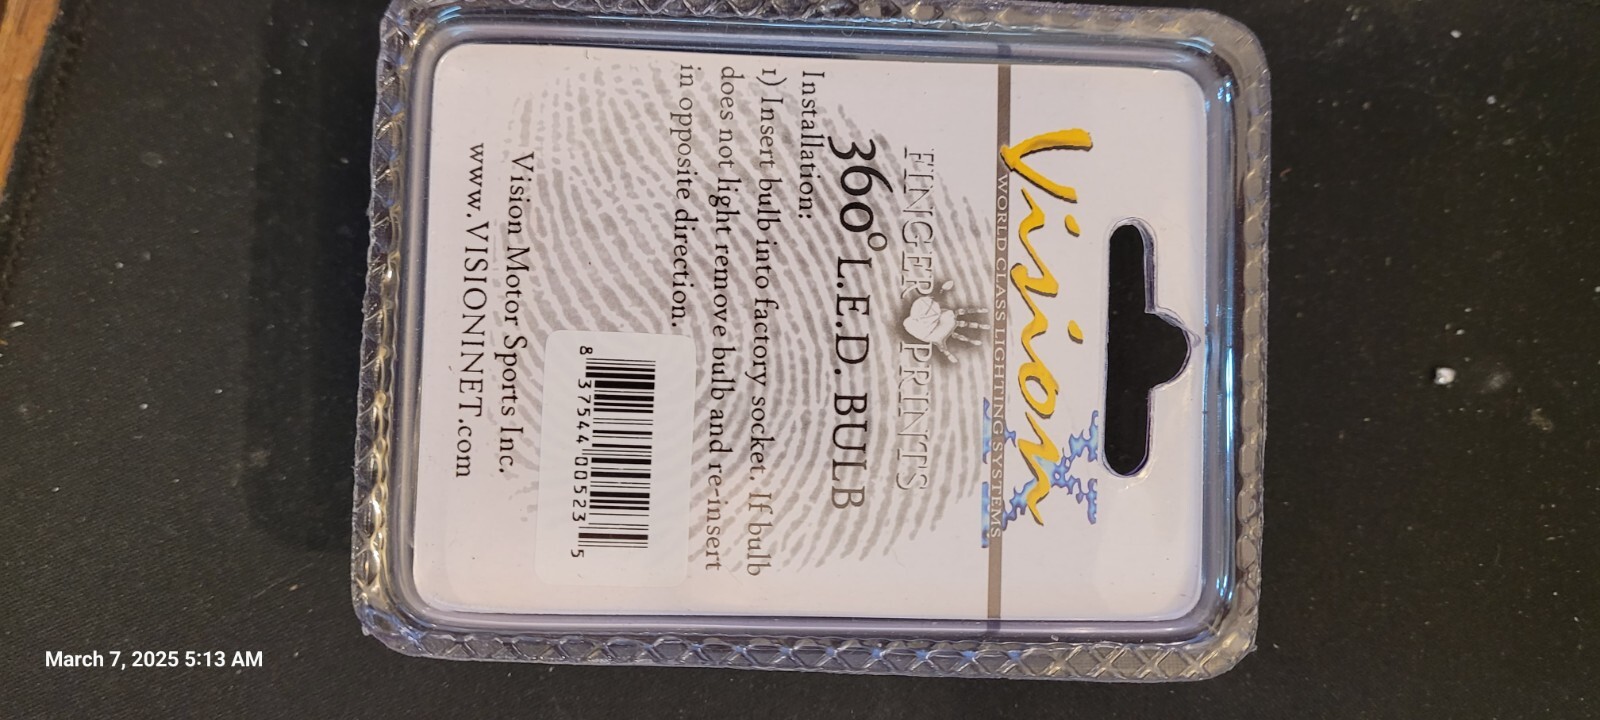 Vision
WORLD CLASS LIGHTING SYSTEMS
FINGER PRINTS
360° L.E.D. BULB
Installation:
1) Insert bulb into factory socket. If bulb
does not light remove bulb and re-insert
in opposite direction.
8 37544 00523 5
Vision Motor Sports Inc.
www.VISIONINET.com
March 7, 2025 5:13 AM